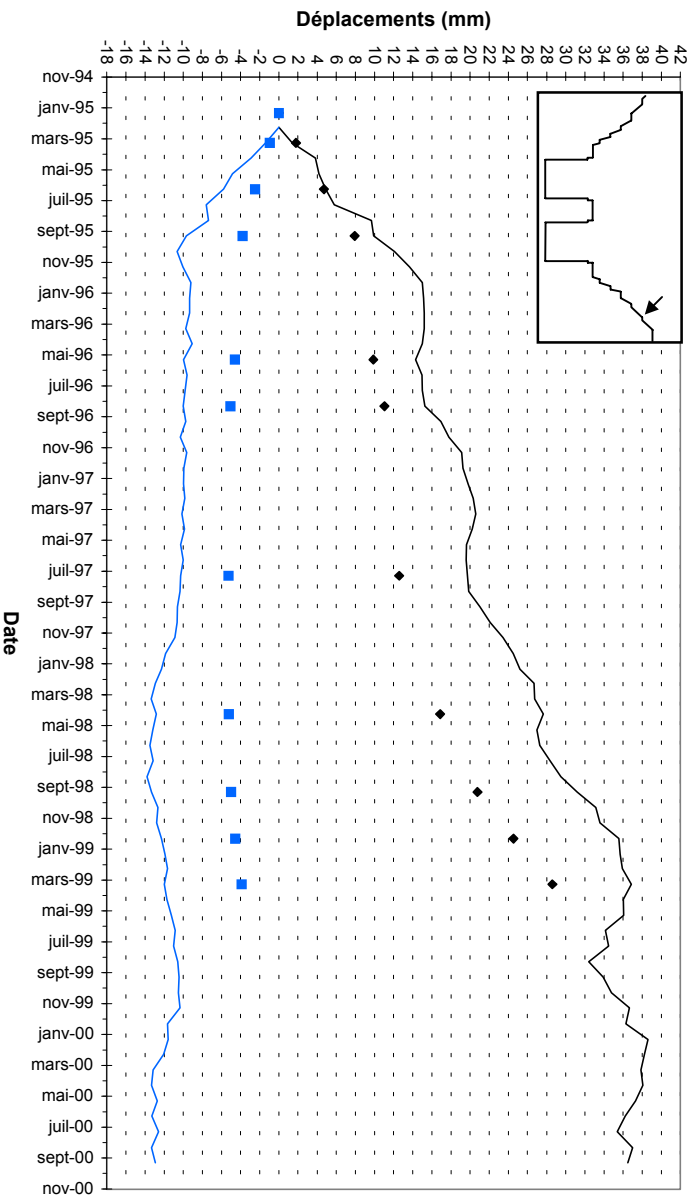 Déplacements (mm)
-18 -16 -14 -12 -10 -8 -6 -4 -2 0 2 4 6 8 10 12 14 16 18 20 22 24 26 28 30 32 34 36 38 40 42
nov-94
janv-95
mars-95
mai-95
juil-95
sept-95
nov-95
janv-96
mars-96
mai-96
juil-96
sept-96
nov-96
janv-97
mars-97
mai-97
juil-97
sept-97
nov-97
janv-98
mars-98
mai-98
juil-98
sept-98
nov-98
janv-99
mars-99
mai-99
juil-99
sept-99
nov-99
janv-00
mars-00
mai-00
juil-00
sept-00
nov-00
Date